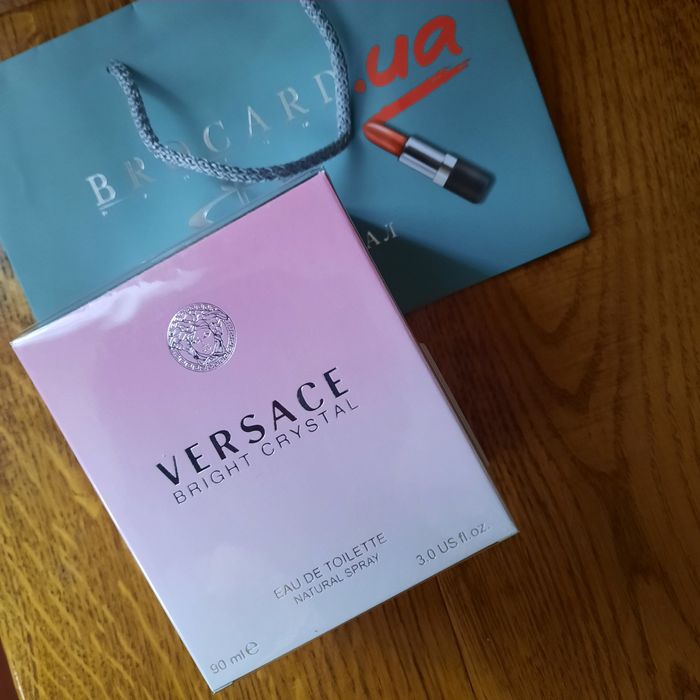 .ua
BROCARD
VERSACE
BRIGHT CRYSTAL
EAU DE TOILETTE
NATURAL SPRAY
3.0 US fl.oz.
90 ml e